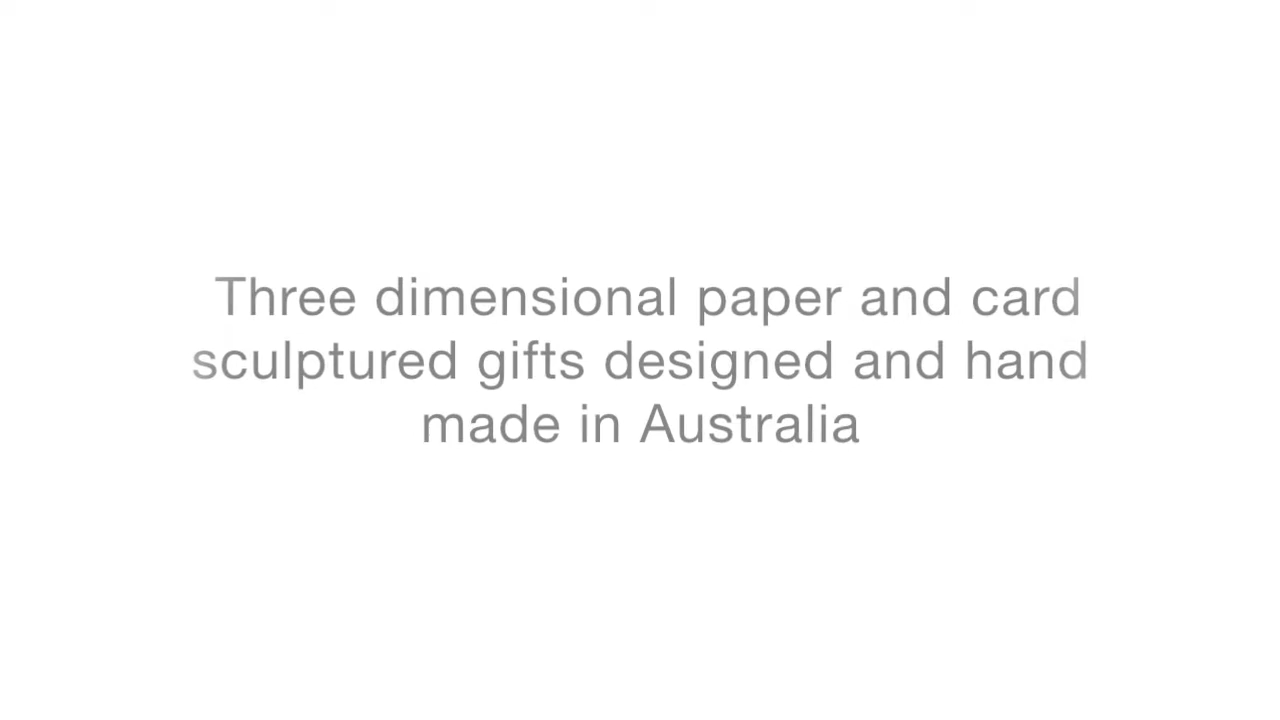 Three dimensional paper and card
sculptured gifts designed and hand
made in Australia